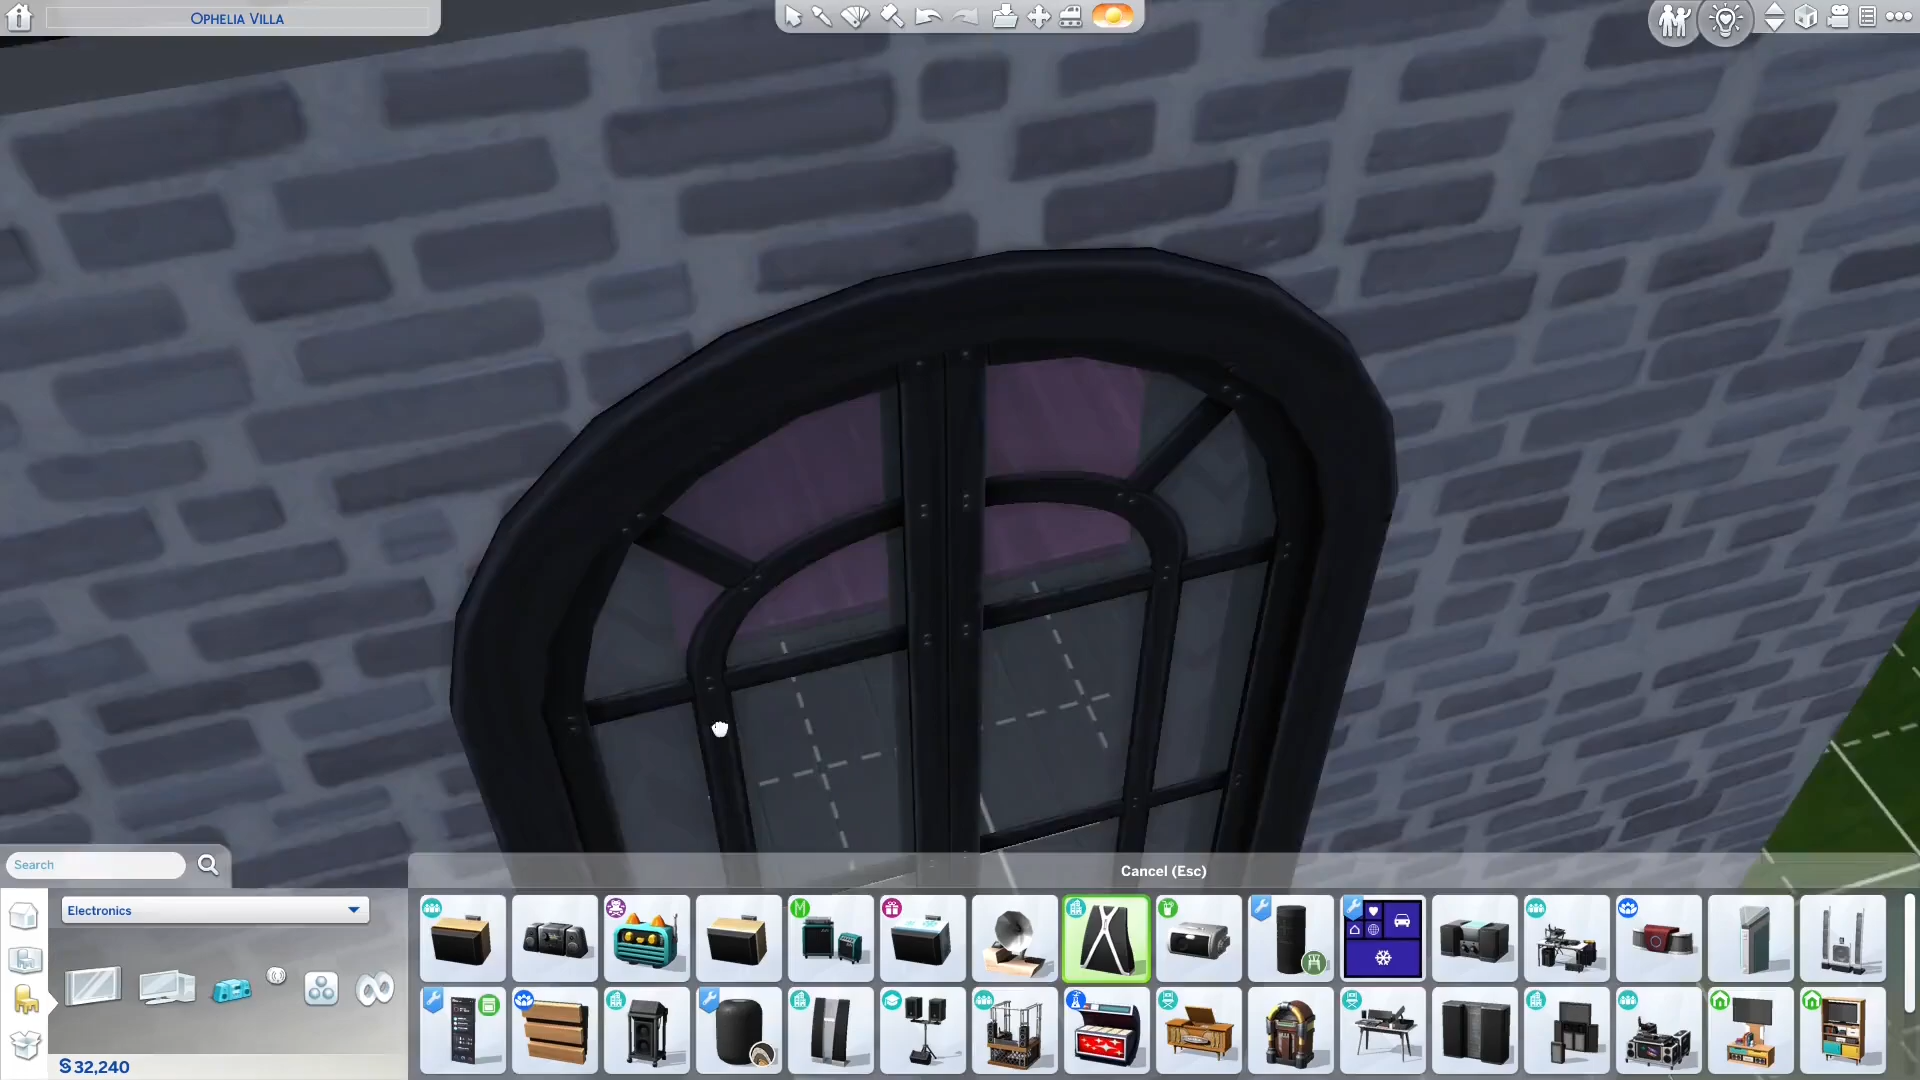 OPHELIA VILLA
Search
Cancel (Esc)
Electronics
32,240